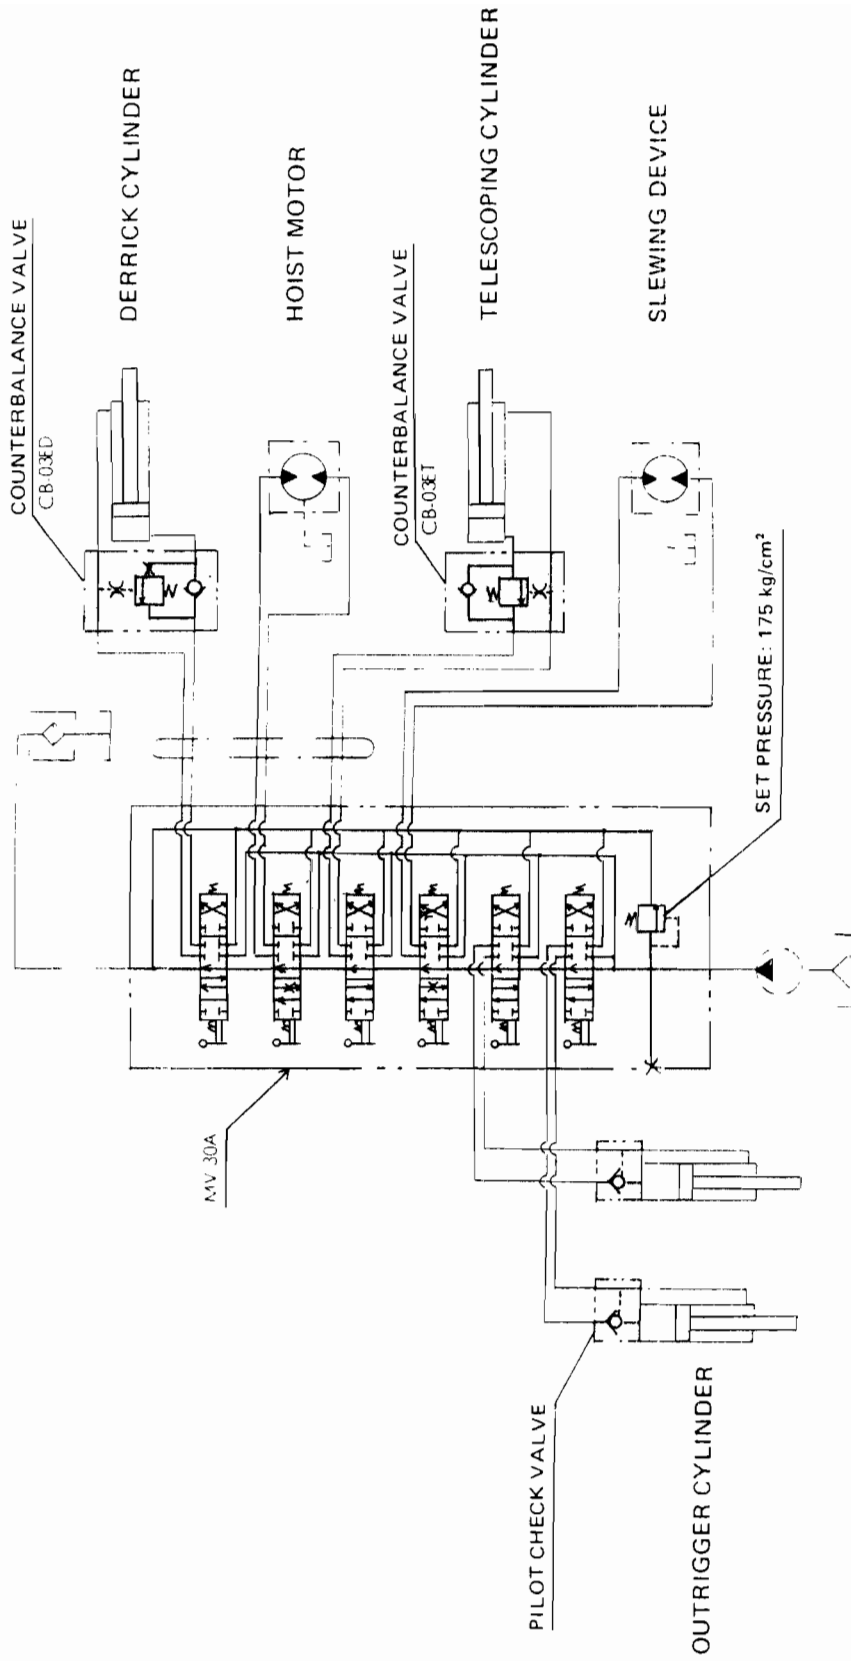 COUNTERBALANCE VALVE
CB-03ED
DERRICK CYLINDER
HOIST MOTOR
COUNTERBALANCE VALVE
CB-03ET
TELESCOPING CYLINDER
SLEWING DEVICE
SET PRESSURE: 175 kg/cm²
MV 30A
PILOT CHECK VALVE
OUTRIGGER CYLINDER